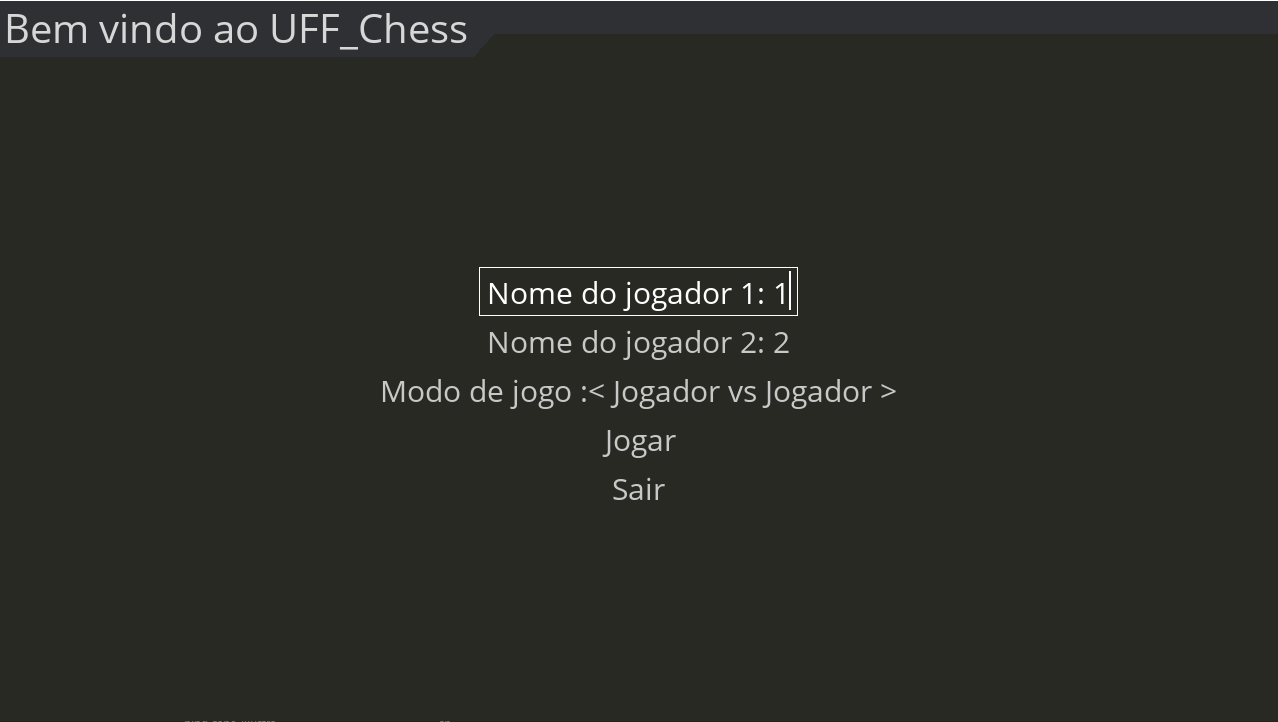 Bem vindo ao UFF_Chess
Nome do jogador 1: 1
Nome do jogador 2: 2
Modo de jogo :< Jogador vs Jogador >
Jogar
Sair